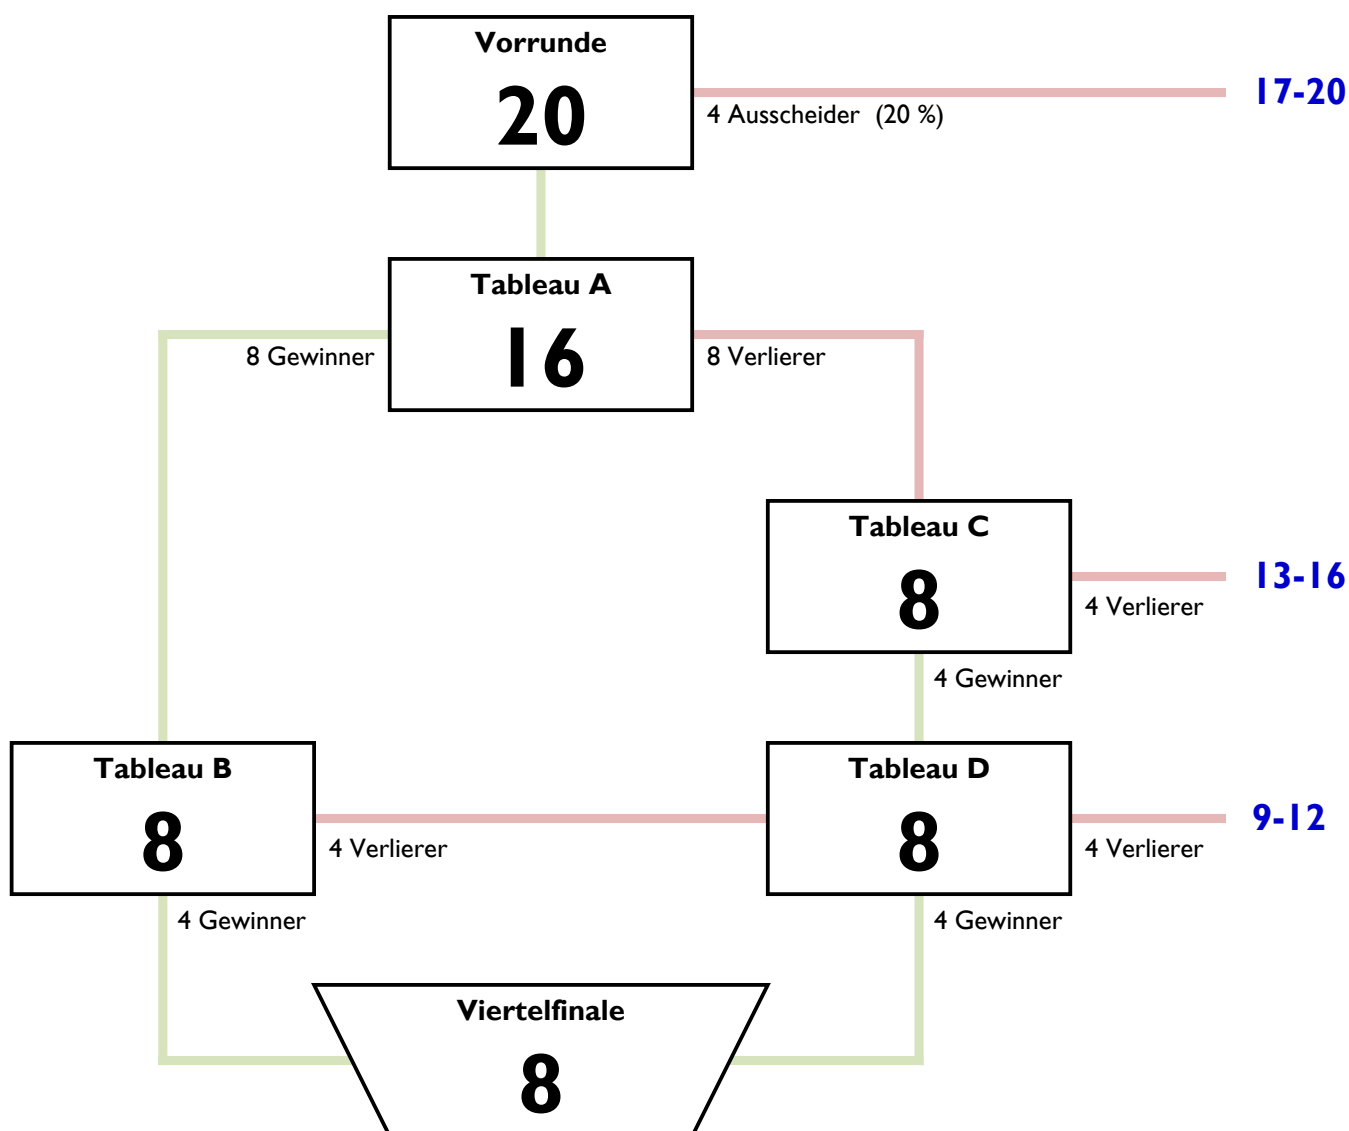 Vorrunde
20
4 Ausscheider (20 %)
17-20
Tableau A
16
8 Gewinner
8 Verlierer
Tableau C
8
4 Verlierer
13-16
4 Gewinner
Tableau B
8
4 Verlierer
4 Gewinner
Tableau D
8
4 Verlierer
9-12
4 Gewinner
Viertelfinale
8